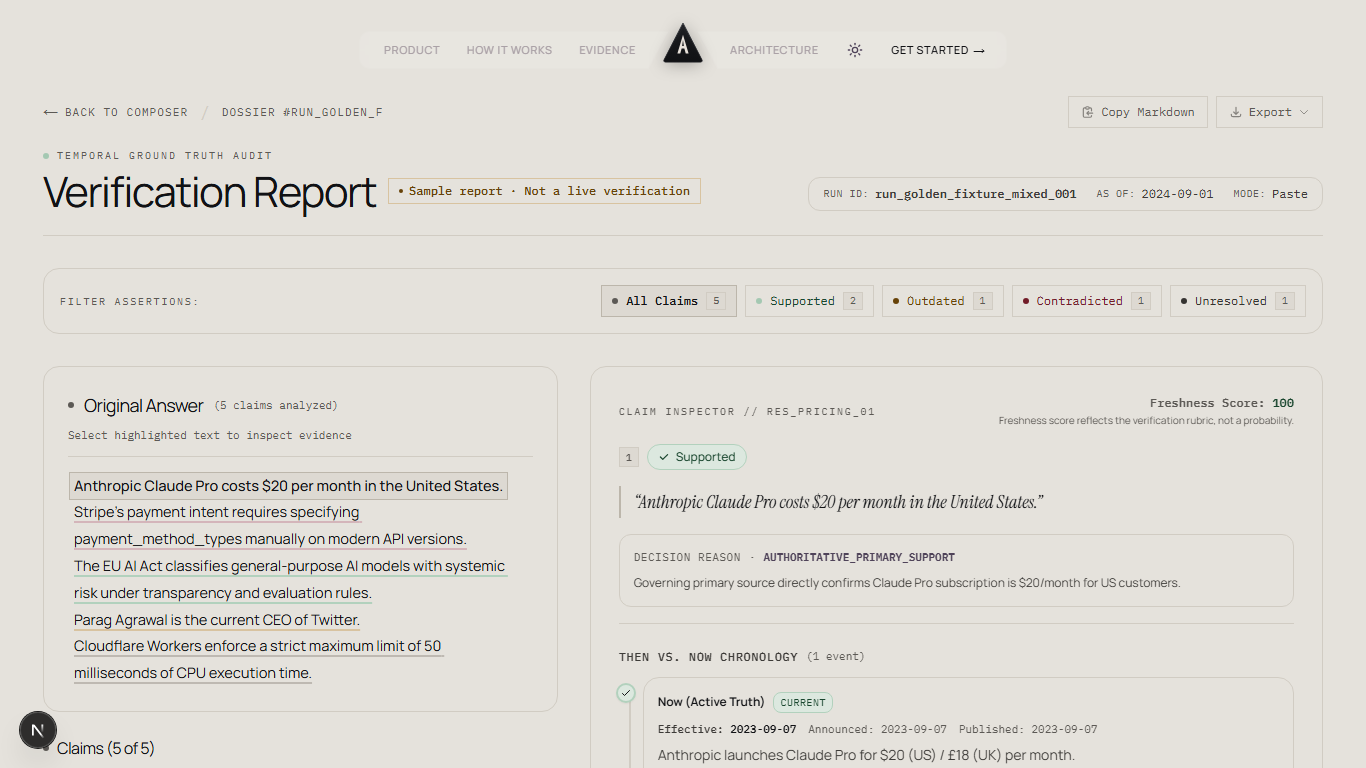 PRODUCT HOW IT WORKS EVIDENCE A ARCHITECTURE GET STARTED →
← BACK TO COMPOSER / DOSSIER #RUN_GOLDEN_F
Copy Markdown Export
TEMPORAL GROUND TRUTH AUDIT
Verification Report • Sample report · Not a live verification
RUN ID: run_golden_fixture_mixed_001 AS OF: 2024-09-01 MODE: Paste
FILTER ASSERTIONS:
All Claims 5 Supported 2 Outdated 1 Contradicted 1 Unresolved 1
Original Answer (5 claims analyzed)
Select highlighted text to inspect evidence
Anthropic Claude Pro costs $20 per month in the United States.
Stripe's payment intent requires specifying
payment_method_types manually on modern API versions.
The EU AI Act classifies general-purpose AI models with systemic
risk under transparency and evaluation rules.
Parag Agrawal is the current CEO of Twitter.
Cloudflare Workers enforce a strict maximum limit of 50
milliseconds of CPU execution time.
N
Claims (5 of 5)
CLAIM INSPECTOR // RES_PRICING_01
Freshness Score: 100
Freshness score reflects the verification rubric, not a probability.
1 ✓ Supported
“Anthropic Claude Pro costs $20 per month in the United States.”
DECISION REASON · AUTHORITATIVE_PRIMARY_SUPPORT
Governing primary source directly confirms Claude Pro subscription is $20/month for US customers.
THEN VS. NOW CHRONOLOGY (1 event)
Now (Active Truth) CURRENT
Effective: 2023-09-07 Announced: 2023-09-07 Published: 2023-09-07
Anthropic launches Claude Pro for $20 (US) / £18 (UK) per month.